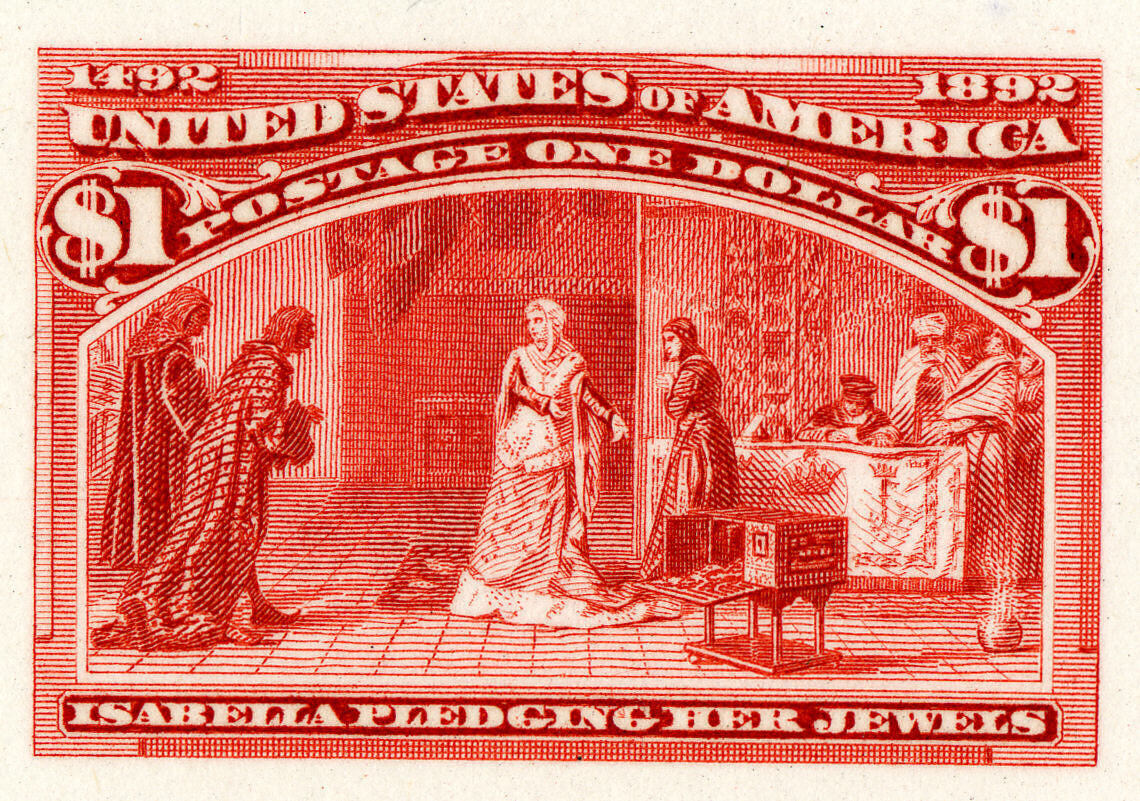 1492 1892
UNITED STATES OF AMERICA
POSTAGE ONE DOLLAR
$1 $1
ISABELLA PLEDGING HER JEWELS